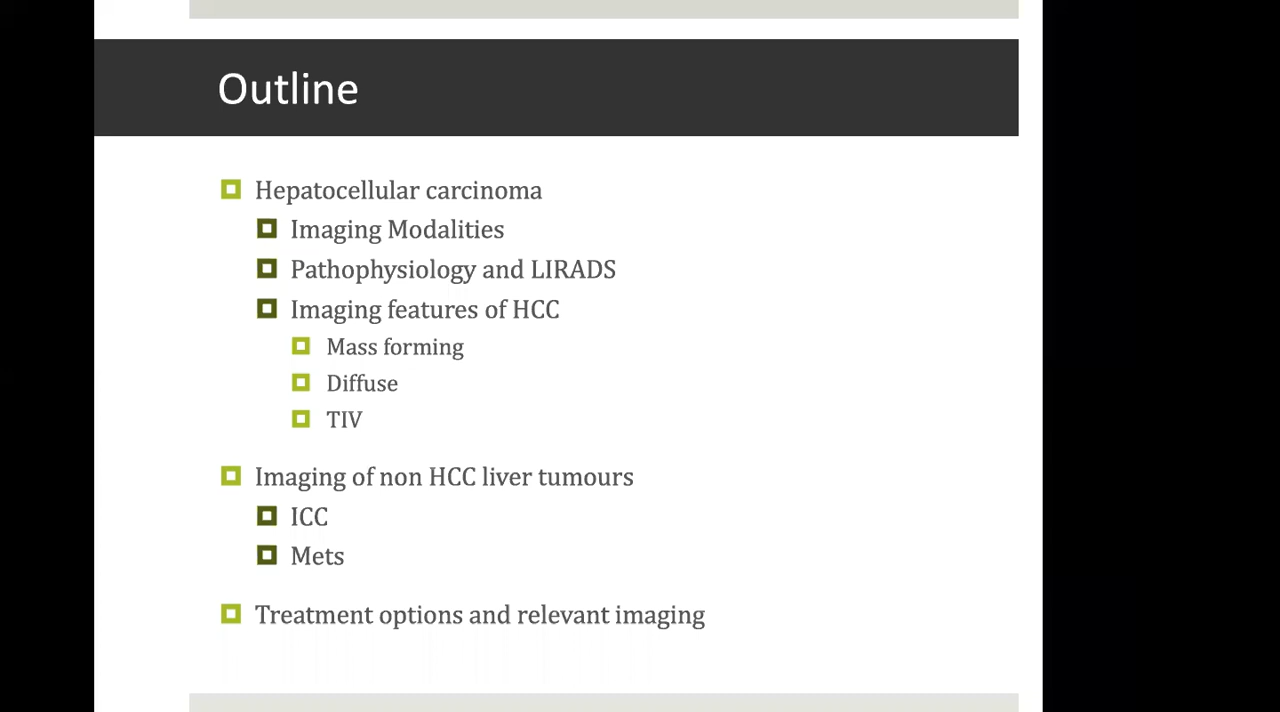 Outline
Hepatocellular carcinoma
Imaging Modalities
Pathophysiology and LIRADS
Imaging features of HCC
Mass forming
Diffuse
TIV
Imaging of non HCC liver tumours
ICC
Mets
Treatment options and relevant imaging